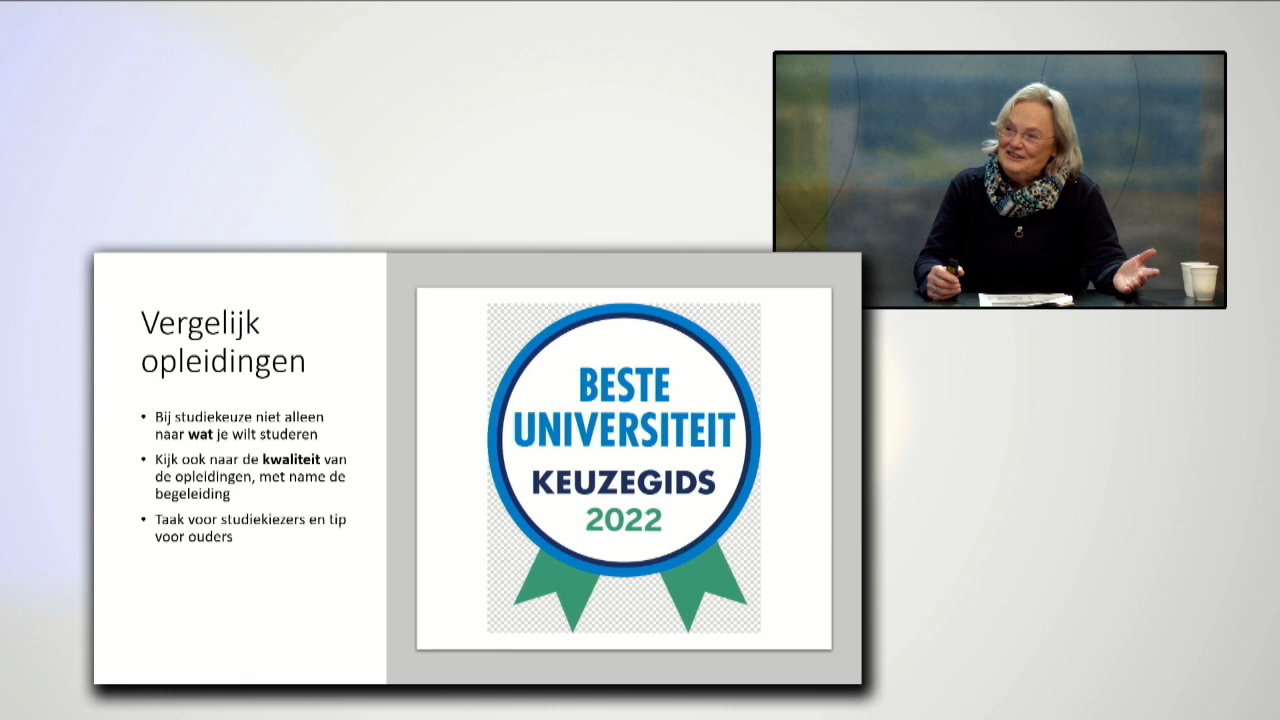 Vergelijk
opleidingen
• Bij studiekeuze niet alleen
naar wat je wilt studeren
• Kijk ook naar de kwaliteit van
de opleidingen, met name de
begeleiding
• Taak voor studiekiezers en tip
voor ouders
BESTE
UNIVERSITEIT
KEUZEGIDS
2022